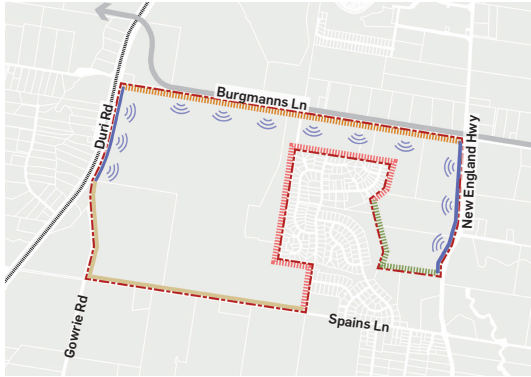 Burgmanns Ln
Duri Rd
New England Hwy
Gowrie Rd
Spains Ln